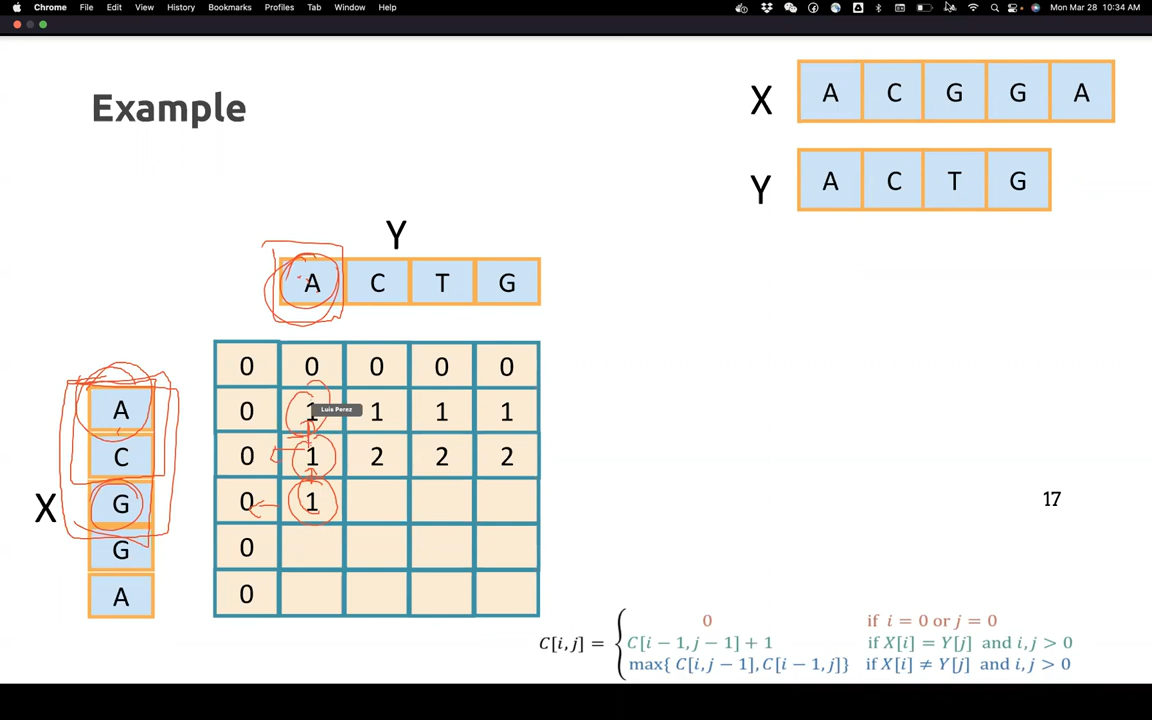 Chrome File Edit View History Bookmarks Profiles Tab Window Help Mon Mar 28 10:34 AM
Example
X A C G G A
Y A C T G
Y
A C T G
0 0 0 0 0
A 0 1 1 1 1
Luis Perez
C 0 1 2 2 2
X G 0 1
17
G 0
A 0
0 if i = 0 or j = 0
C[i, j] = C[i − 1, j − 1] + 1 if X[i] = Y[j] and i, j > 0
max{ C[i, j − 1], C[i − 1, j]} if X[i] ≠ Y[j] and i, j > 0